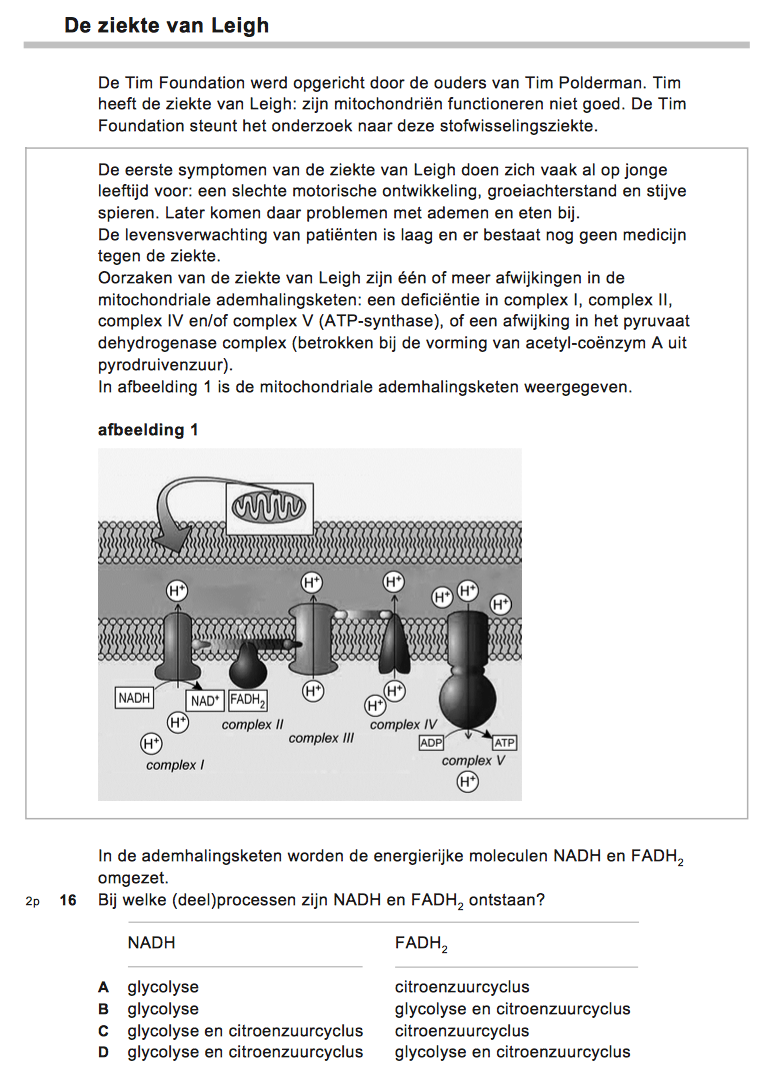 De ziekte van Leigh
De Tim Foundation werd opgericht door de ouders van Tim Polderman. Tim
heeft de ziekte van Leigh: zijn mitochondriën functioneren niet goed. De Tim
Foundation steunt het onderzoek naar deze stofwisselingsziekte.
De eerste symptomen van de ziekte van Leigh doen zich vaak al op jonge
leeftijd voor: een slechte motorische ontwikkeling, groeiachterstand en stijve
spieren. Later komen daar problemen met ademen en eten bij.
De levensverwachting van patiënten is laag en er bestaat nog geen medicijn
tegen de ziekte.
Oorzaken van de ziekte van Leigh zijn één of meer afwijkingen in de
mitochondriale ademhalingsketen: een deficiëntie in complex I, complex II,
complex IV en/of complex V (ATP-synthase), of een afwijking in het pyruvaat
dehydrogenase complex (betrokken bij de vorming van acetyl-coënzym A uit
pyrodruivenzuur).
In afbeelding 1 is de mitochondriale ademhalingsketen weergegeven.
afbeelding 1
H⁺ H⁺ H⁺ H⁺ H⁺ H⁺
NADH NAD⁺ FADH₂ H⁺ H⁺ H⁺
H⁺ complex II complex III complex IV
H⁺ ADP ATP
complex I complex V
H⁺
In de ademhalingsketen worden de energierijke moleculen NADH en FADH₂
omgezet.
2p 16 Bij welke (deel)processen zijn NADH en FADH₂ ontstaan?
NADH FADH₂
A glycolyse citroenzuurcyclus
B glycolyse glycolyse en citroenzuurcyclus
C glycolyse en citroenzuurcyclus citroenzuurcyclus
D glycolyse en citroenzuurcyclus glycolyse en citroenzuurcyclus